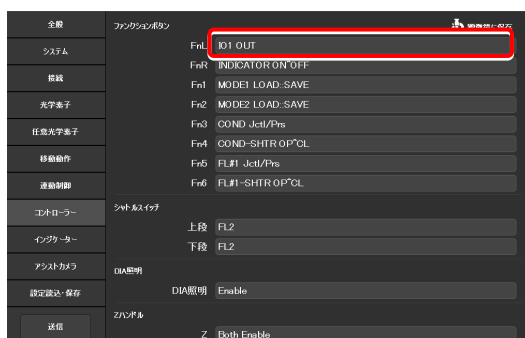 全般
システム
接続
光学素子
任意光学素子
移動動作
連動制御
コントローラー
インジケーター
アシストカメラ
設定読込・保存
送信
ファンクションボタン
FnL IO1 OUT
FnR INDICATOR ON~OFF
Fn1 MODE1 LOAD::SAVE
Fn2 MODE2 LOAD::SAVE
Fn3 COND Jctl/Prs
Fn4 COND-SHTR OP~CL
Fn5 FL#1 Jctl/Prs
Fn6 FL#1-SHTR OP~CL
シャトルスイッチ
上段 FL2
下段 FL2
DIA照明
DIA照明 Enable
Zハンドル
Z Both Enable